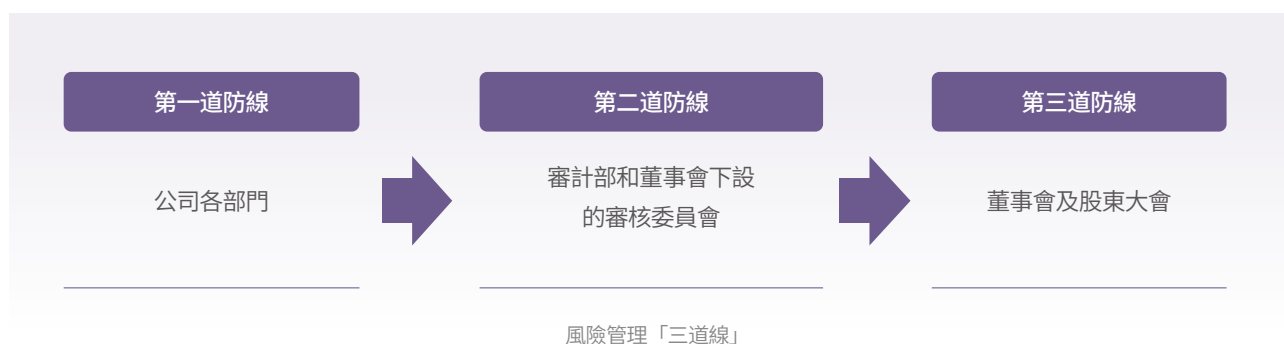 第一道防線
公司各部門
第二道防線
審計部和董事會下設
的審核委員會
第三道防線
董事會及股東大會
風險管理「三道線」